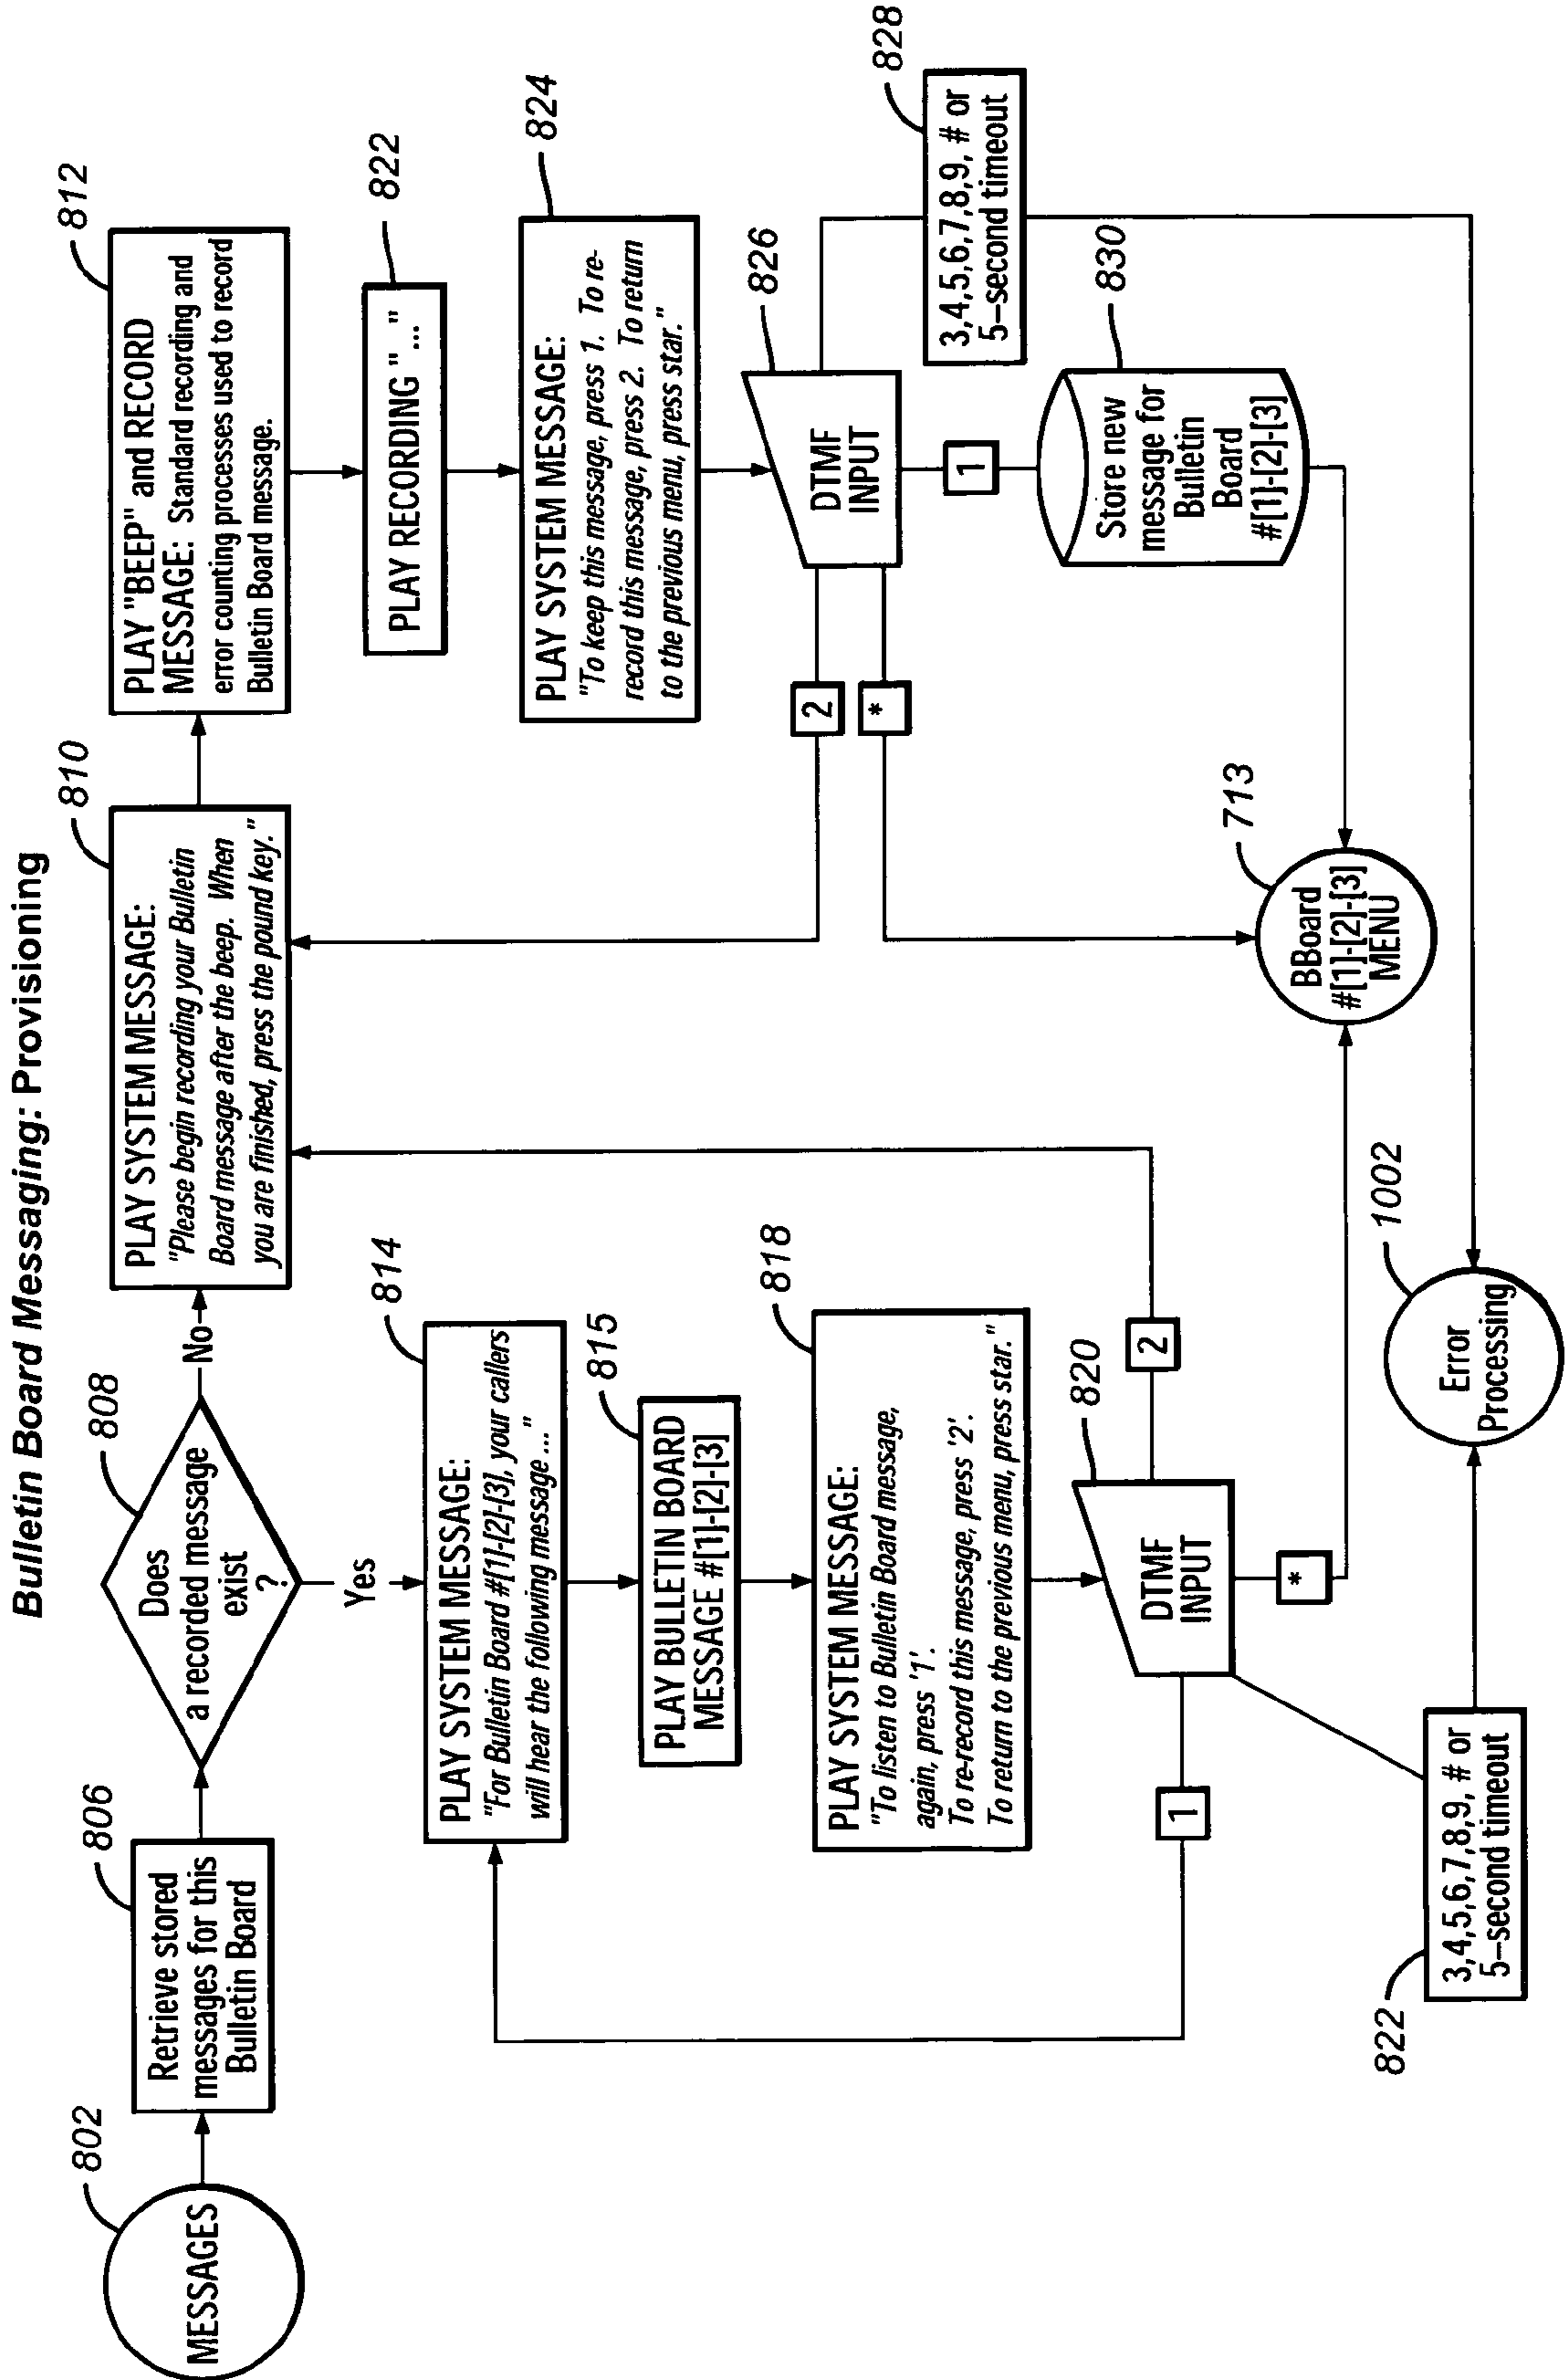 Bulletin Board Messaging: Provisioning
802
MESSAGES
806
Retrieve stored
messages for this
Bulletin Board
808
Does
a recorded message
exist
?
No
Yes
810
PLAY SYSTEM MESSAGE:
"Please begin recording your Bulletin
Board message after the beep. When
you are finished, press the pound key."
812
PLAY "BEEP" and RECORD
MESSAGE: Standard recording and
error counting processes used to record
Bulletin Board message.
814
PLAY SYSTEM MESSAGE:
"For Bulletin Board #[1]-[2]-[3], your callers
will hear the following message ... "
815
PLAY BULLETIN BOARD
MESSAGE #[1]-[2]-[3]
818
PLAY SYSTEM MESSAGE:
"To listen to Bulletin Board message,
again, press '1'.
To re-record this message, press '2'.
To return to the previous menu, press star."
820
DTMF
INPUT
1
*
2
822
3,4,5,6,7,8,9, # or
5–second timeout
1002
Error
Processing
822
PLAY RECORDING "..."
824
PLAY SYSTEM MESSAGE:
"To keep this message, press 1. To re-
record this message, press 2. To return
to the previous menu, press star."
826
DTMF
INPUT
2
*
1
828
3,4,5,6,7,8,9, # or
5–second timeout
830
Store new
message for
Bulletin
Board
#[1]-[2]-[3]
713
BBoard
#[1]-[2]-[3]
MENU